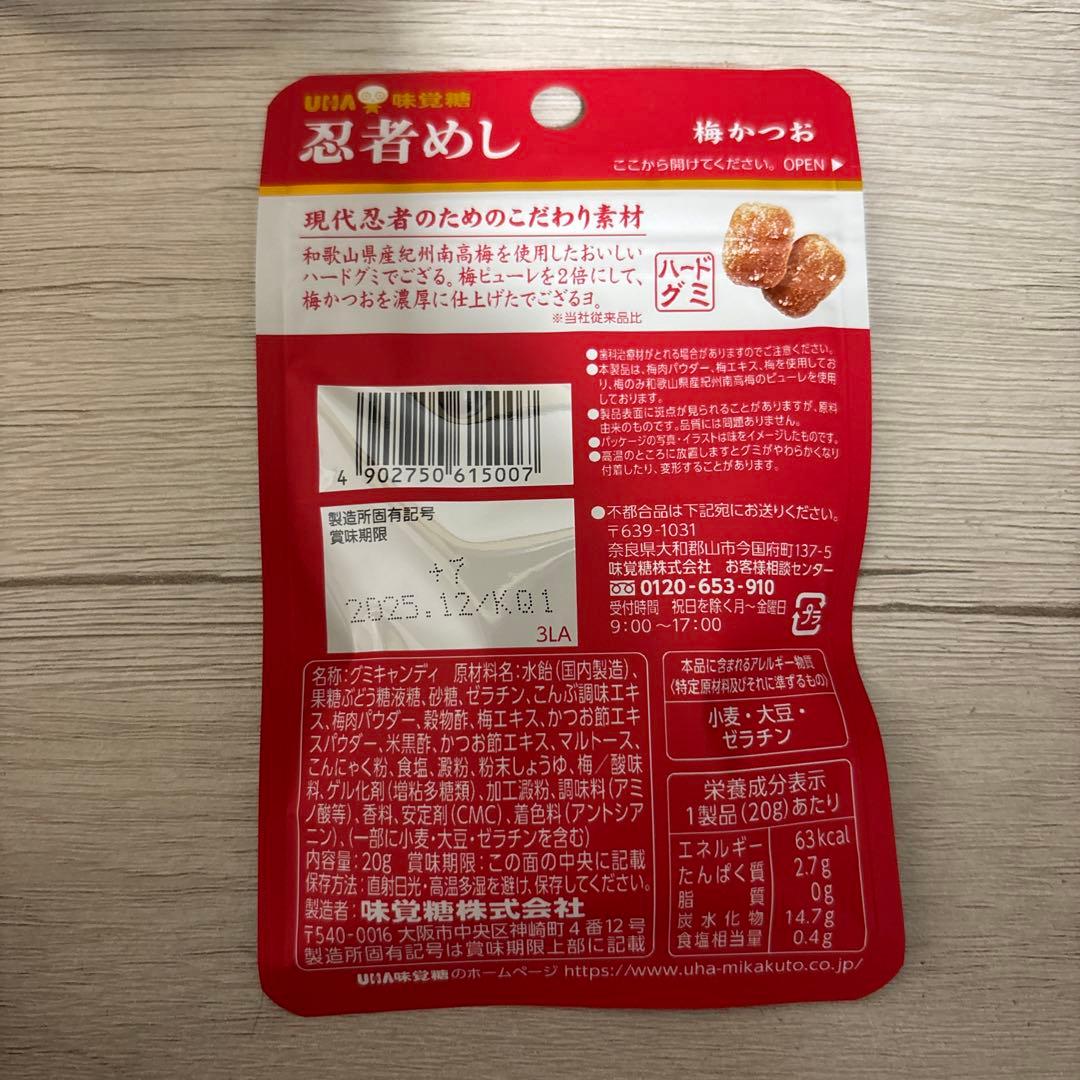 UHA 味覚糖
忍者めし
梅かつお
ここから開けてください。OPEN ▶
現代忍者のためのこだわり素材
和歌山県産紀州南高梅を使用したおいしい
ハードグミでござる。梅ピューレを2倍にして、
梅かつおを濃厚に仕上げたでござるヨ。
※当社従来品比
ハード
グミ
●歯科治療材がとれる場合がありますのでご注意ください。
●本製品は、梅肉パウダー、梅エキス、梅を使用してお
り、梅のみ和歌山県産紀州南高梅のピューレを使用
しております。
●製品表面に斑点が見られることがありますが、原料
由来のものです。品質には問題ありません。
●パッケージの写真・イラストは味をイメージしたものです。
●高温のところに放置しますとグミがやわらかくなり
付着したり、変形することがあります。
4 902750 615007
製造所固有記号
賞味期限
+7
2025.12/K01
3LA
●不都合品は下記宛にお送りください。
〒639-1031
奈良県大和郡山市今国府町137-5
味覚糖株式会社 お客様相談センター
0120-653-910
受付時間 祝日を除く月～金曜日
9:00～17:00
プラ
名称:グミキャンディ 原材料名:水飴(国内製造)、
果糖ぶどう糖液糖、砂糖、ゼラチン、こんぶ調味エキ
ス、梅肉パウダー、穀物酢、梅エキス、かつお節エキ
スパウダー、米黒酢、かつお節エキス、マルトース、
こんにゃく粉、食塩、澱粉、粉末しょうゆ、梅/酸味
料、ゲル化剤(増粘多糖類)、加工澱粉、調味料(アミ
ノ酸等)、香料、安定剤(CMC)、着色料(アントシア
ニン)、(一部に小麦・大豆・ゼラチンを含む)
内容量:20g 賞味期限:この面の中央に記載
保存方法:直射日光・高温多湿を避け、保存してください。
製造者:味覚糖株式会社
〒540-0016 大阪市中央区神崎町4番12号
製造所固有記号は賞味期限上部に記載
本品に含まれるアレルギー物質
(特定原材料及びそれに準ずるもの)
小麦・大豆・
ゼラチン
栄養成分表示
1製品(20g)あたり
エネルギー 63kcal
たんぱく質 2.7g
脂質 0g
炭水化物 14.7g
食塩相当量 0.4g
UHA味覚糖のホームページ https://www.uha-mikakuto.co.jp/